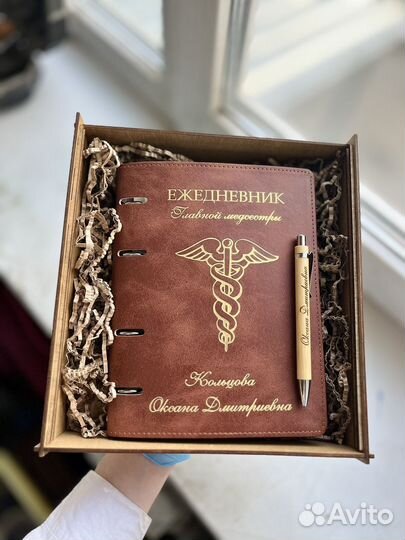 ЕЖЕДНЕВНИК
Главной медсестры
Кольцова
Оксана Дмитриевна
Оксана Дмитриевна
Avito